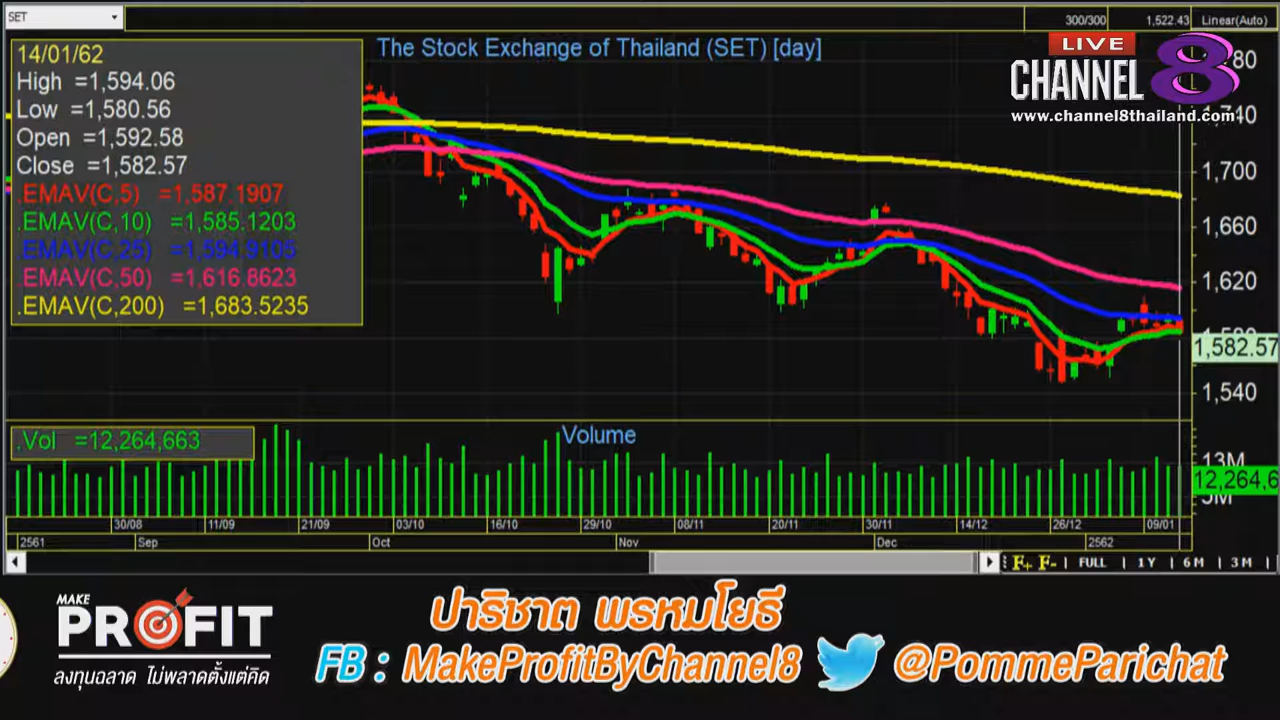 SET
300/300 1,522.43 Linear(Auto)
The Stock Exchange of Thailand (SET) [day]
LIVE
CHANNEL 8
www.channel8thailand.com
14/01/62
High =1,594.06
Low =1,580.56
Open =1,592.58
Close =1,582.57
.EMAV(C,5) =1,587.1907
.EMAV(C,10) =1,585.1203
.EMAV(C,25) =1,594.9105
.EMAV(C,50) =1,616.8623
.EMAV(C,200) =1,683.5235
1,700
1,660
1,620
1,582.57
1,540
.Vol =12,264,663
Volume
13M
12,264,6
5M
30/08 11/09 21/09 03/10 16/10 29/10 08/11 20/11 30/11 14/12 26/12 09/01
2561 Sep Oct Nov Dec 2562
F+ F- FULL 1Y 6M 3M
MAKE
PROFIT
ลงทุนฉลาด ไม่พลาดตั้งแต่คิด
ปาริชาต พรหมโยธี
FB : MakeProfitByChannel8 @PommeParichat